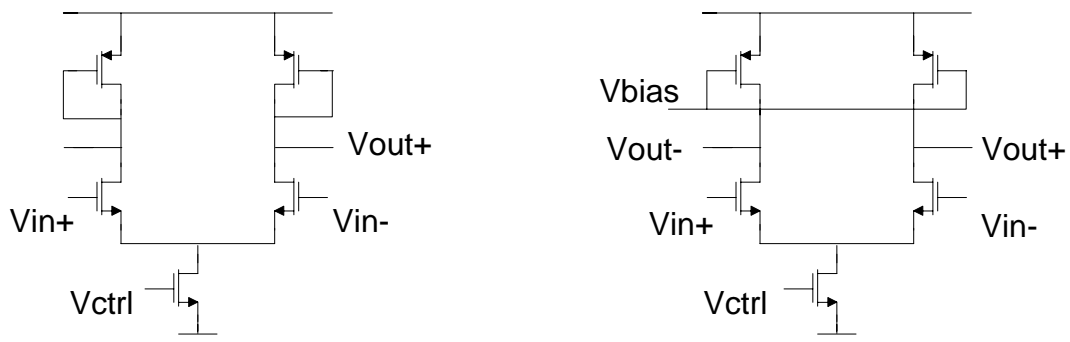 Vout+
Vin+
Vin-
Vctrl
Vbias
Vout-
Vout+
Vin+
Vin-
Vctrl